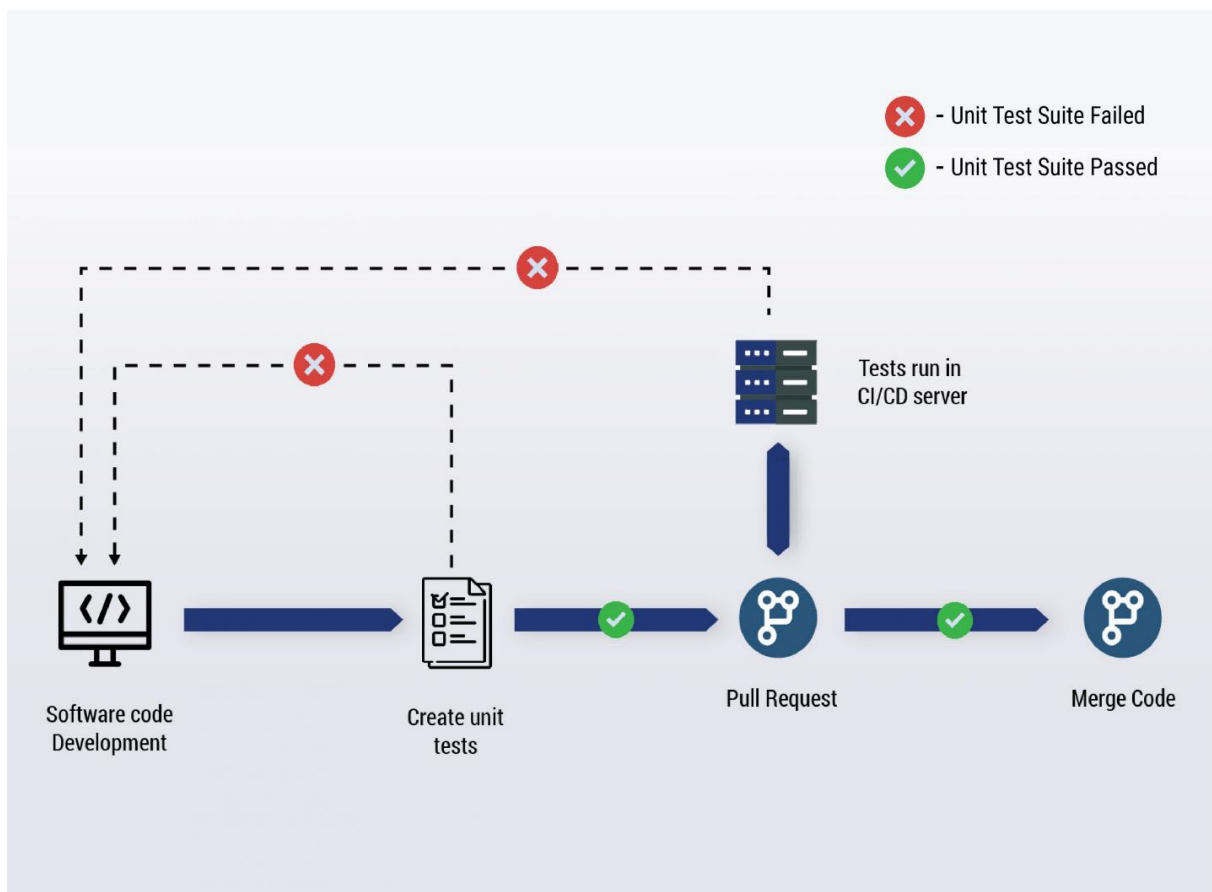 - Unit Test Suite Failed
- Unit Test Suite Passed
Tests run in
CI/CD server
</>
Software code
Development
Create unit
tests
Pull Request
Merge Code